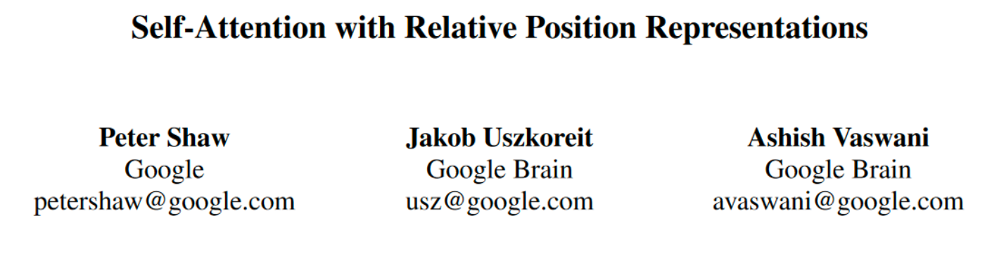 Self-Attention with Relative Position Representations
Peter Shaw
Google
petershaw@google.com
Jakob Uszkoreit
Google Brain
usz@google.com
Ashish Vaswani
Google Brain
avaswani@google.com